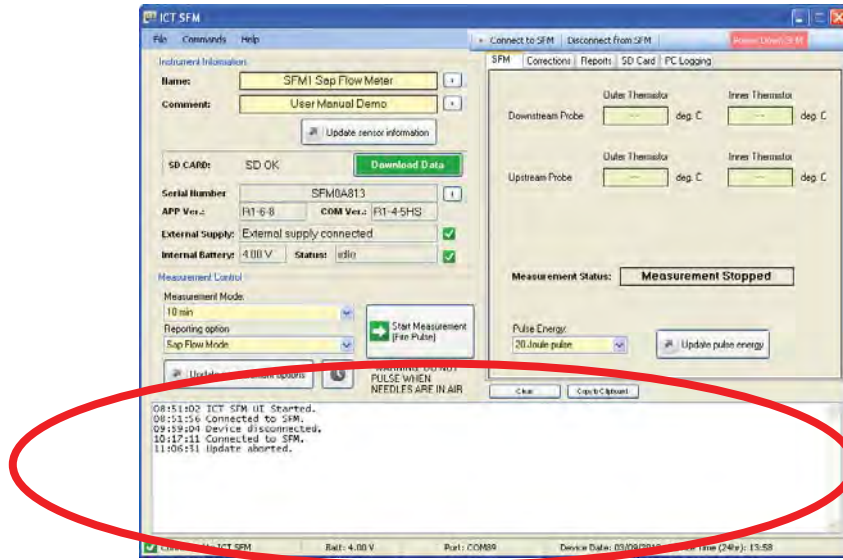 ICT SFM
File Commands Help
Connect to SFM Disconnect from SFM Power Down SFM
Instrument Information
Name: SFM1 Sap Flow Meter
Comment: User Manual Demo
Update sensor information
SD CARD: SD OK Download Data
Serial Number SFM0A813
APP Ver.: R1-6-8 COM Ver.: R1-4-5HS
External Supply: External supply connected
Internal Battery: 4.00 V Status: idle
Measurement Control
Measurement Mode:
10 min
Reporting option
Sap Flow Mode
Start Measurement
[Fire Pulse]
Update options
WARNING: DO NOT
PULSE WHEN
NEEDLES ARE IN AIR
SFM Corrections Reports SD Card PC Logging
Outer Thermistor Inner Thermistor
Downstream Probe --- deg. C --- deg. C
Outer Thermistor Inner Thermistor
Upstream Probe --- deg. C --- deg. C
Measurement Status: Measurement Stopped
Pulse Energy:
20 Joule pulse Update pulse energy
Clear Copy to Clipboard
08:51:02 ICT SFM UI Started.
08:51:56 Connected to SFM.
09:59:04 Device disconnected.
10:17:11 Connected to SFM.
11:06:31 Update aborted.
ICT SFM Batt: 4.00 V Port: COM89 Device Date: 03/09/201 Time (24hr): 13:58